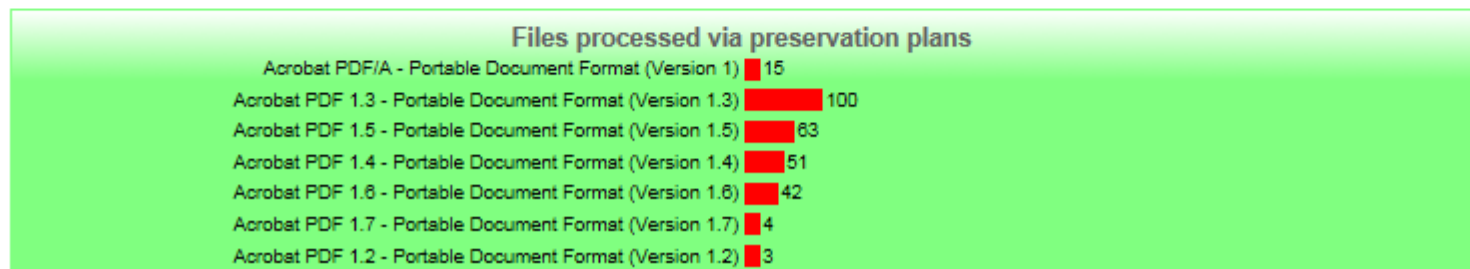 Files processed via preservation plans
Acrobat PDF/A - Portable Document Format (Version 1) 15
Acrobat PDF 1.3 - Portable Document Format (Version 1.3) 100
Acrobat PDF 1.5 - Portable Document Format (Version 1.5) 63
Acrobat PDF 1.4 - Portable Document Format (Version 1.4) 51
Acrobat PDF 1.6 - Portable Document Format (Version 1.6) 42
Acrobat PDF 1.7 - Portable Document Format (Version 1.7) 4
Acrobat PDF 1.2 - Portable Document Format (Version 1.2) 3